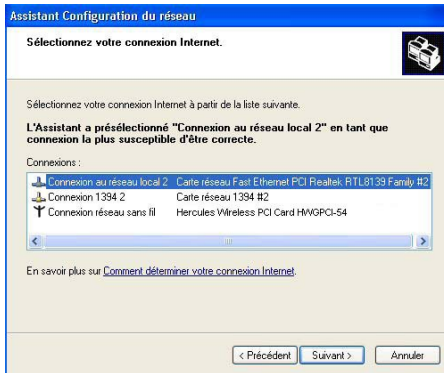 Assistant Configuration du réseau
Sélectionnez votre connexion Internet.
Sélectionnez votre connexion Internet à partir de la liste suivante.
L'Assistant a présélectionné "Connexion au réseau local 2" en tant que
connexion la plus susceptible d'être correcte.
Connexions :
Connexion au réseau local 2 Carte réseau Fast Ethernet PCI Realtek RTL8139 Family #2
Connexion 1394 2 Carte réseau 1394 #2
Connexion réseau sans fil Hercules Wireless PCI Card HWGPCI-54
En savoir plus sur Comment déterminer votre connexion Internet.
< Précédent Suivant > Annuler